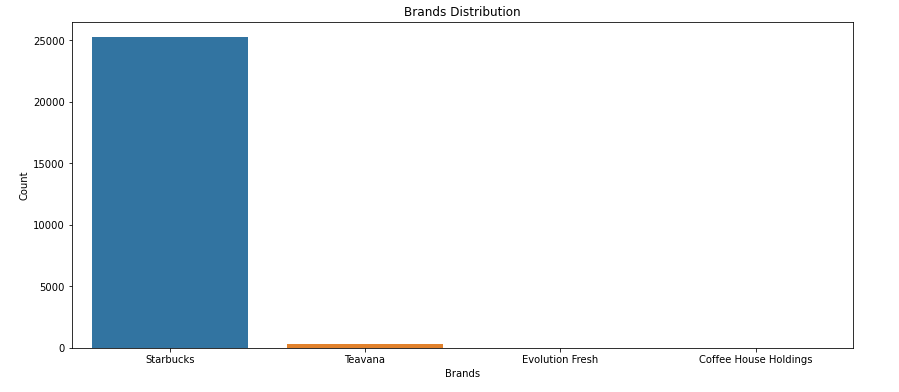 Brands Distribution
25000
20000
15000
10000
5000
0
Count
Starbucks
Teavana
Evolution Fresh
Coffee House Holdings
Brands